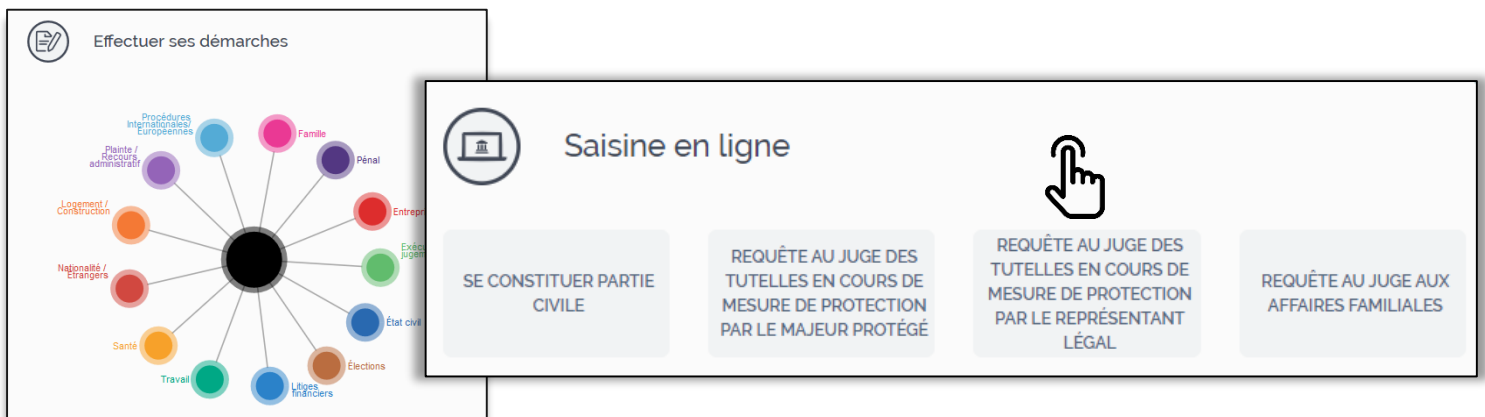 Effectuer ses démarches
Procédures
Internationales/
Européennes
Famille
Plainte /
Recours
administratif
Pénal
Logement /
Construction
Entrepr
Nationalité /
Étrangers
Exécu
jugem
État civil
Santé
Élections
Travail
Litiges
financiers
Saisine en ligne
SE CONSTITUER PARTIE
CIVILE
REQUÊTE AU JUGE DES
TUTELLES EN COURS DE
MESURE DE PROTECTION
PAR LE MAJEUR PROTÉGÉ
REQUÊTE AU JUGE DES
TUTELLES EN COURS DE
MESURE DE PROTECTION
PAR LE REPRÉSENTANT
LÉGAL
REQUÊTE AU JUGE AUX
AFFAIRES FAMILIALES